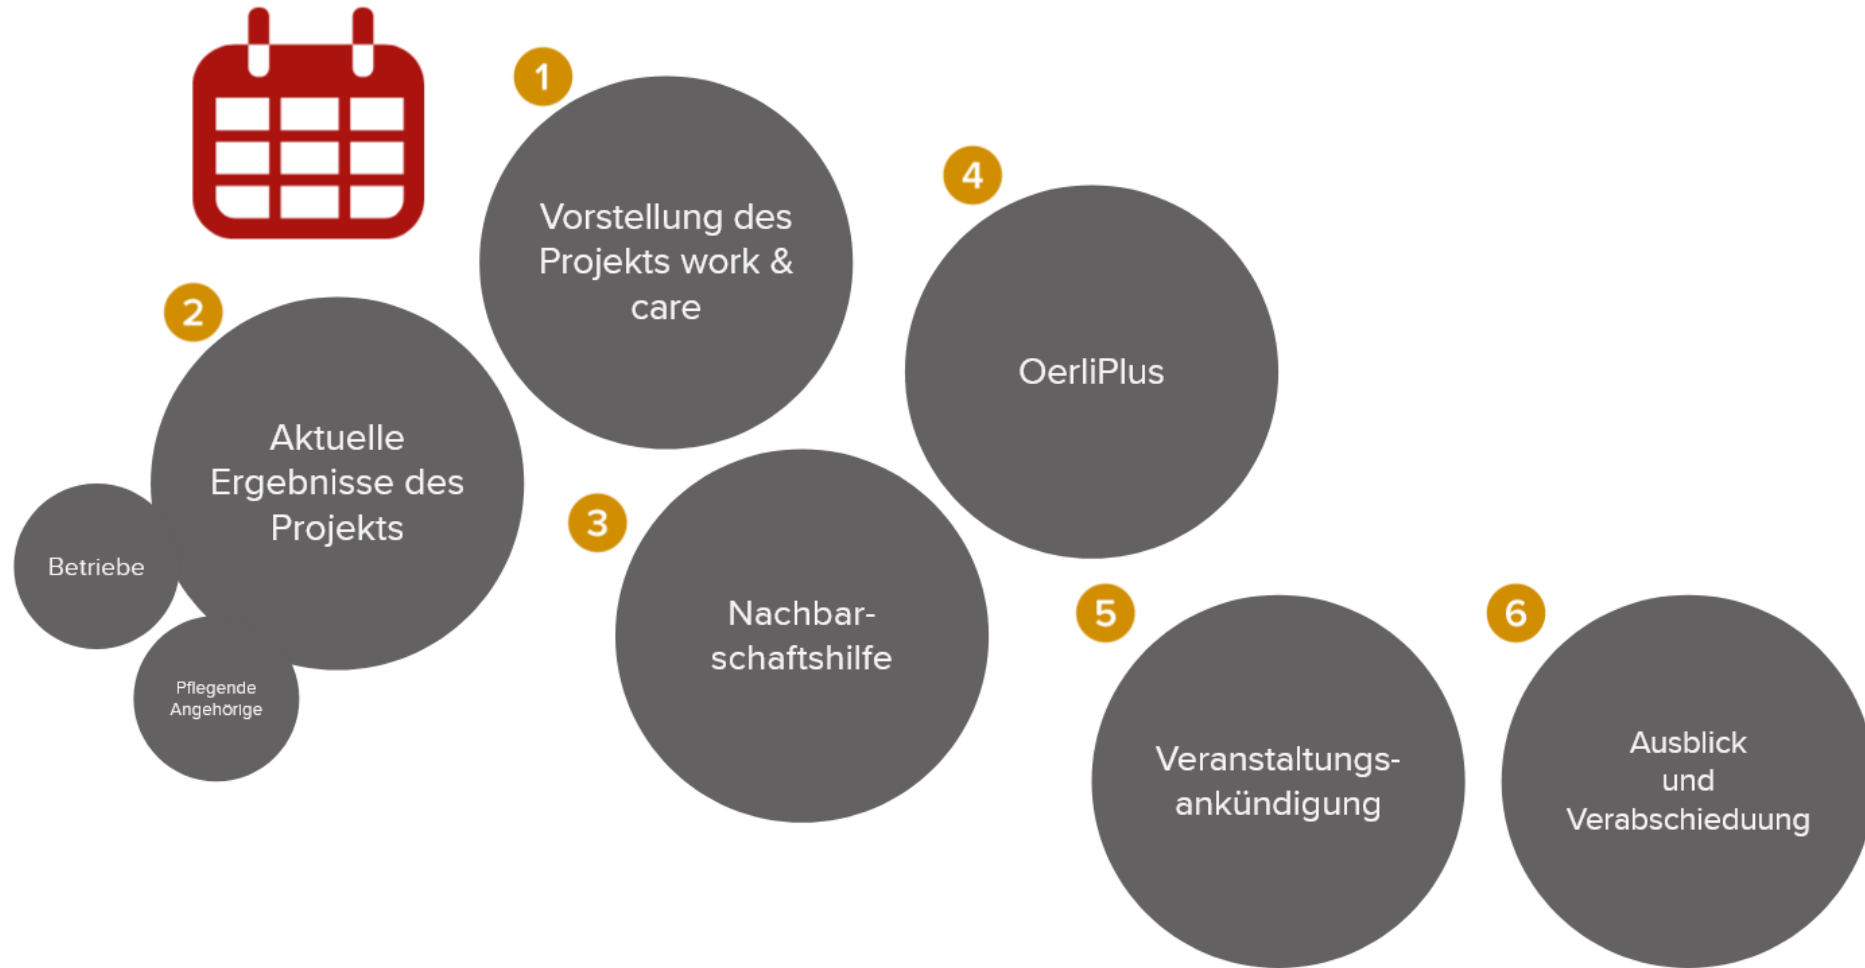 1
Vorstellung des
Projekts work &
care
2
Aktuelle
Ergebnisse des
Projekts
Betriebe
Pflegende
Angehörige
3
Nachbar-
schaftshilfe
4
OerliPlus
5
Veranstaltungs-
ankündigung
6
Ausblick
und
Verabschieduung